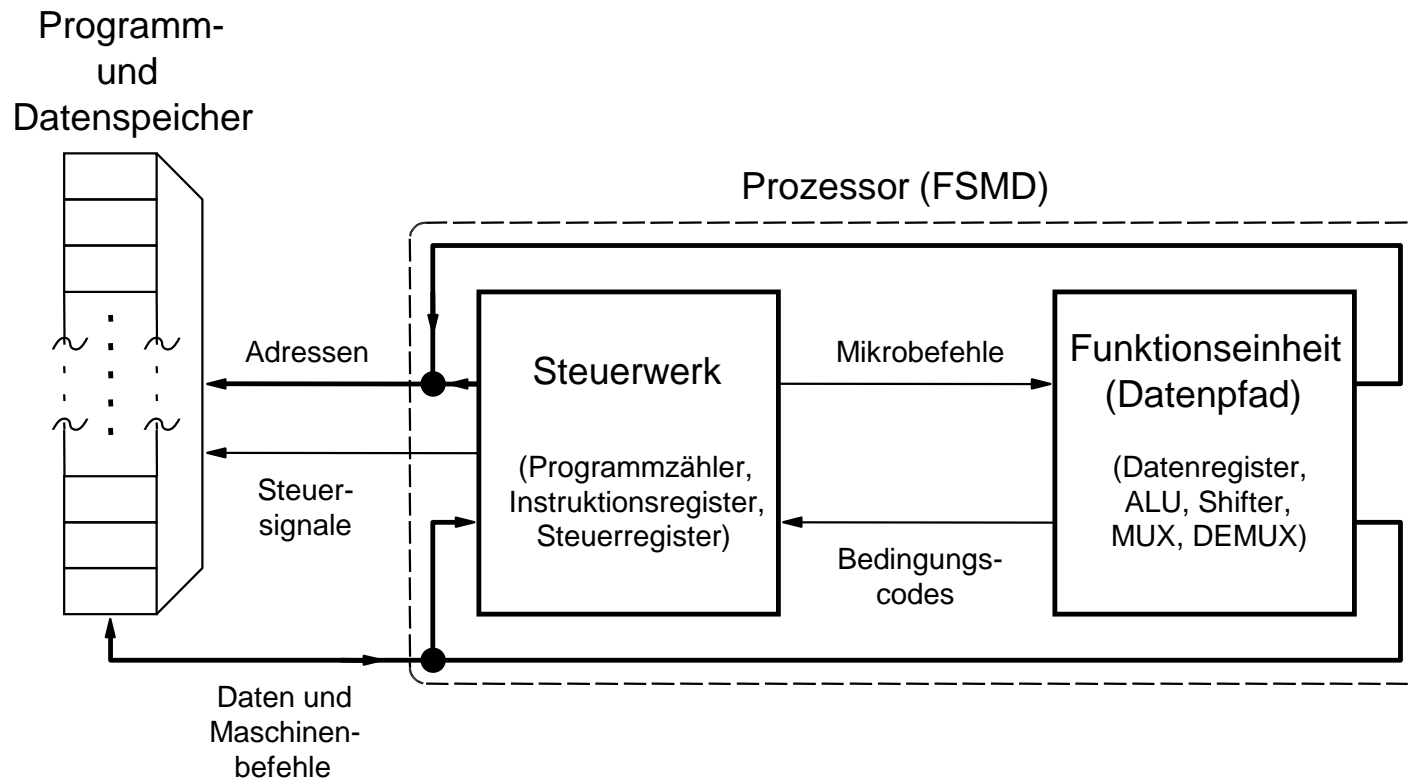 Programm-
und
Datenspeicher
Prozessor (FSMD)
Adressen
Steuer-
signale
Daten und
Maschinen-
befehle
Steuerwerk
(Programmzähler,
Instruktionsregister,
Steuerregister)
Mikrobefehle
Bedingungs-
codes
Funktionseinheit
(Datenpfad)
(Datenregister,
ALU, Shifter,
MUX, DEMUX)